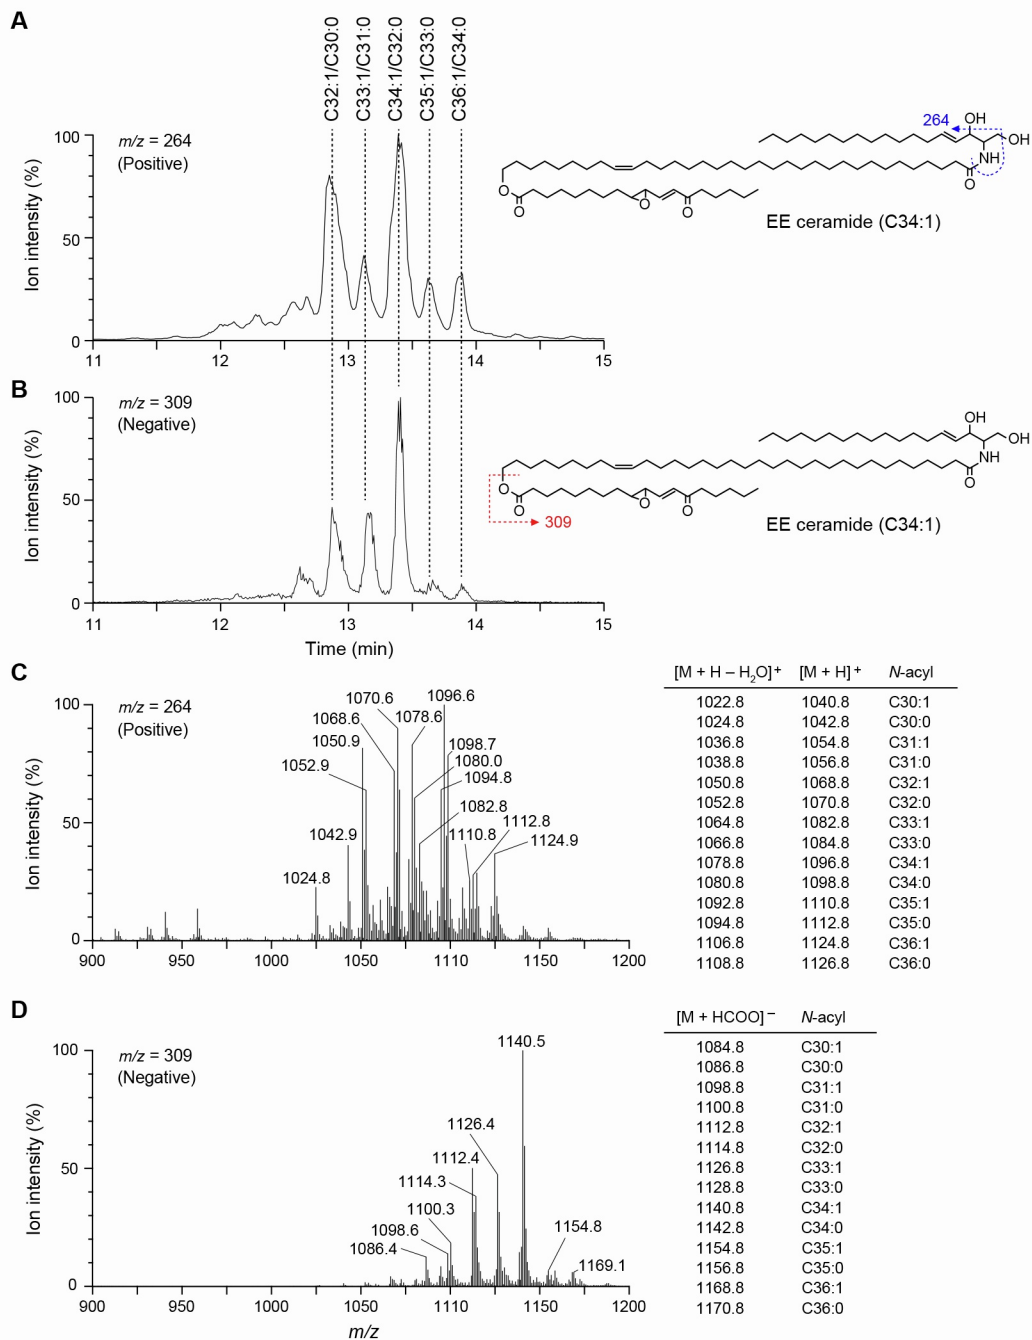 A
C32:1/C30:0
C33:1/C31:0
C34:1/C32:0
C35:1/C33:0
C36:1/C34:0
m/z = 264
(Positive)
Ion intensity (%)
100
50
0
11
12
13
14
15
264
OH
OH
NH
O
O
O
O
O
EE ceramide (C34:1)
B
m/z = 309
(Negative)
Ion intensity (%)
100
50
0
11
12
13
14
15
Time (min)
OH
OH
NH
O
O
O
O
O
309
EE ceramide (C34:1)
C
m/z = 264
(Positive)
Ion intensity (%)
100
50
0
1070.6
1096.6
1068.6
1078.6
1050.9
1098.7
1052.9
1080.0
1094.8
1082.8
1042.9
1110.8
1112.8
1124.9
1024.8
900
950
1000
1050
1110
1150
1200
[M + H – H2O]+ [M + H]+ N-acyl
1022.8 1040.8 C30:1
1024.8 1042.8 C30:0
1036.8 1054.8 C31:1
1038.8 1056.8 C31:0
1050.8 1068.8 C32:1
1052.8 1070.8 C32:0
1064.8 1082.8 C33:1
1066.8 1084.8 C33:0
1078.8 1096.8 C34:1
1080.8 1098.8 C34:0
1092.8 1110.8 C35:1
1094.8 1112.8 C35:0
1106.8 1124.8 C36:1
1108.8 1126.8 C36:0
D
m/z = 309
(Negative)
Ion intensity (%)
100
50
0
1140.5
1126.4
1112.4
1114.3
1100.3
1098.6
1086.4
1154.8
1169.1
900
950
1000
1050
1110
1150
1200
m/z
[M + HCOO]– N-acyl
1084.8 C30:1
1086.8 C30:0
1098.8 C31:1
1100.8 C31:0
1112.8 C32:1
1114.8 C32:0
1126.8 C33:1
1128.8 C33:0
1140.8 C34:1
1142.8 C34:0
1154.8 C35:1
1156.8 C35:0
1168.8 C36:1
1170.8 C36:0